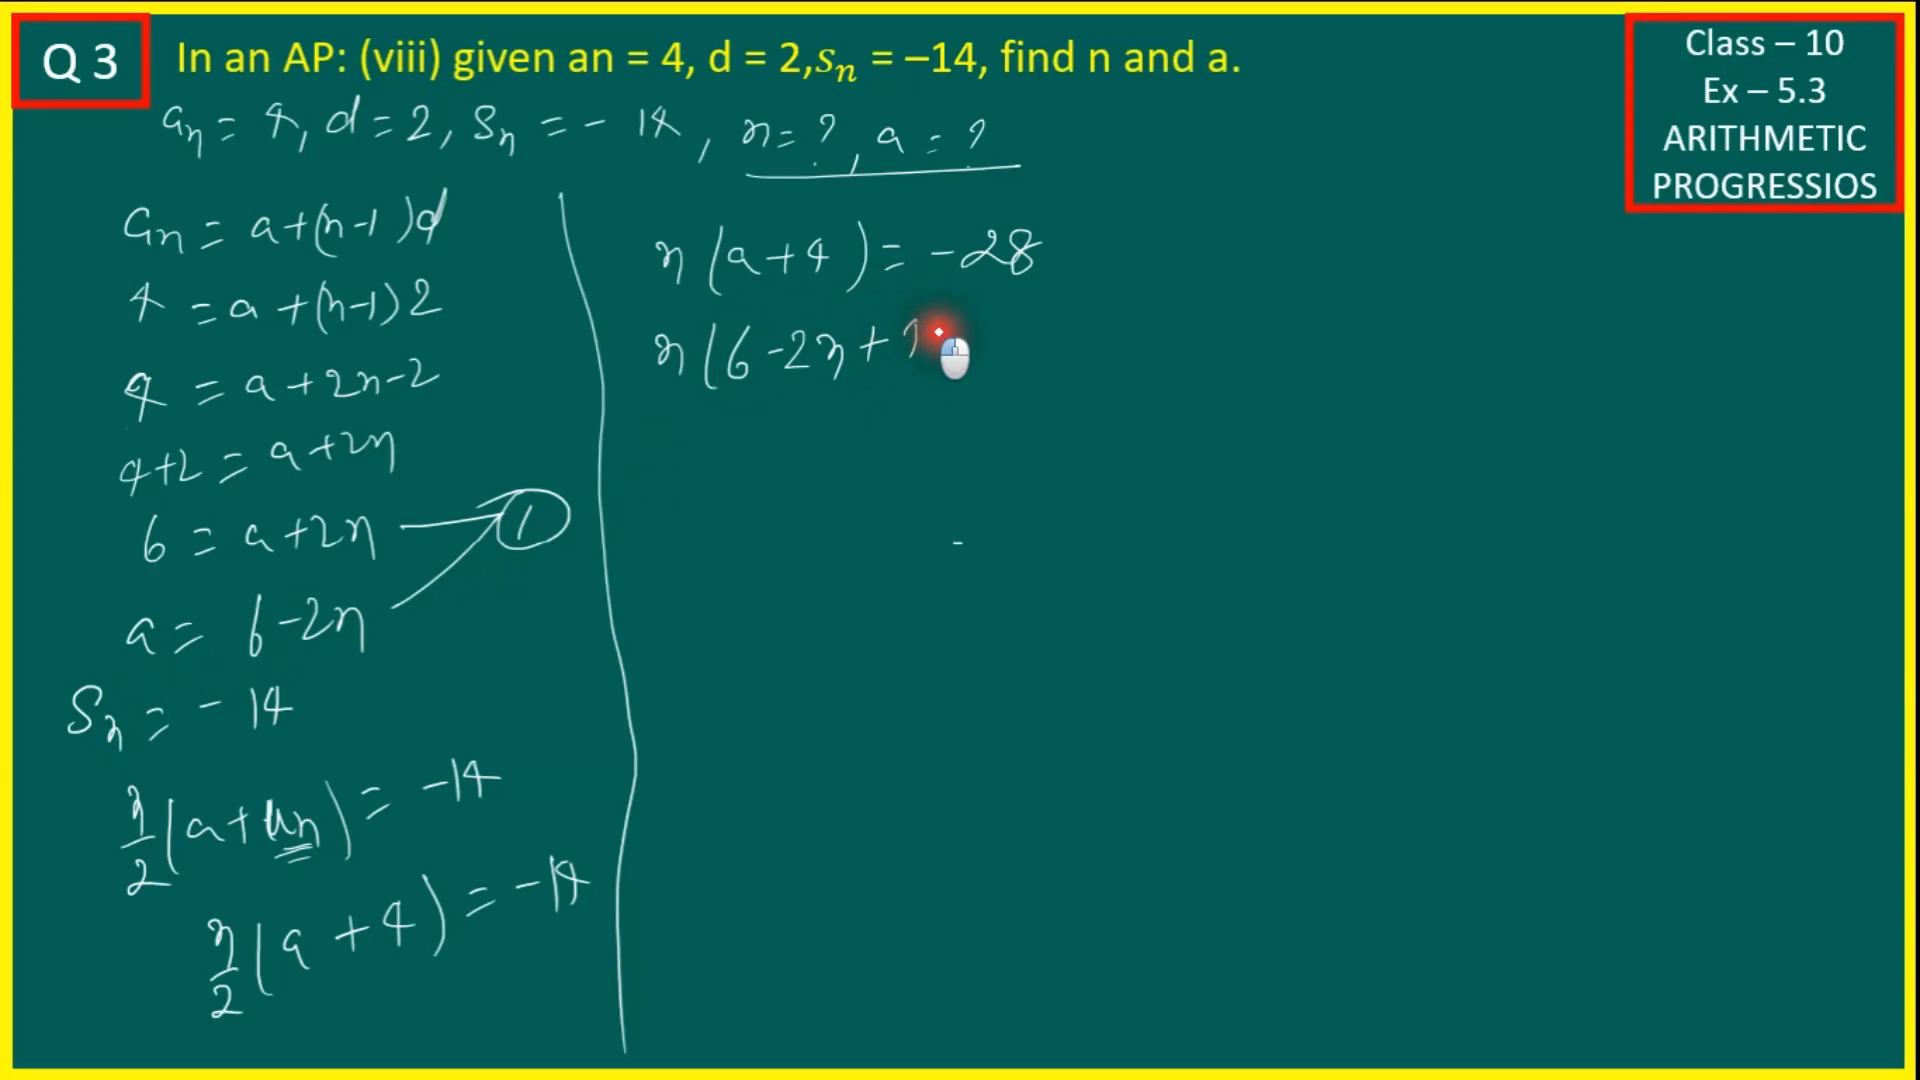 Q 3
In an AP: (viii) given an = 4, d = 2,sₙ = –14, find n and a.
Class – 10
Ex – 5.3
ARITHMETIC
PROGRESSIOS
aₙ = 4, d = 2, Sₙ = - 14, n = ?, a = ?
aₙ = a+(n-1)d
4 = a+(n-1)2
4 = a+2n-2
4+2 = a+2n
6 = a+2n
1
a = 6-2n
Sₙ = - 14
n/2(a+an) = -14
n/2(a+4) = -14
n(a+4) = -28
n(6-2n+